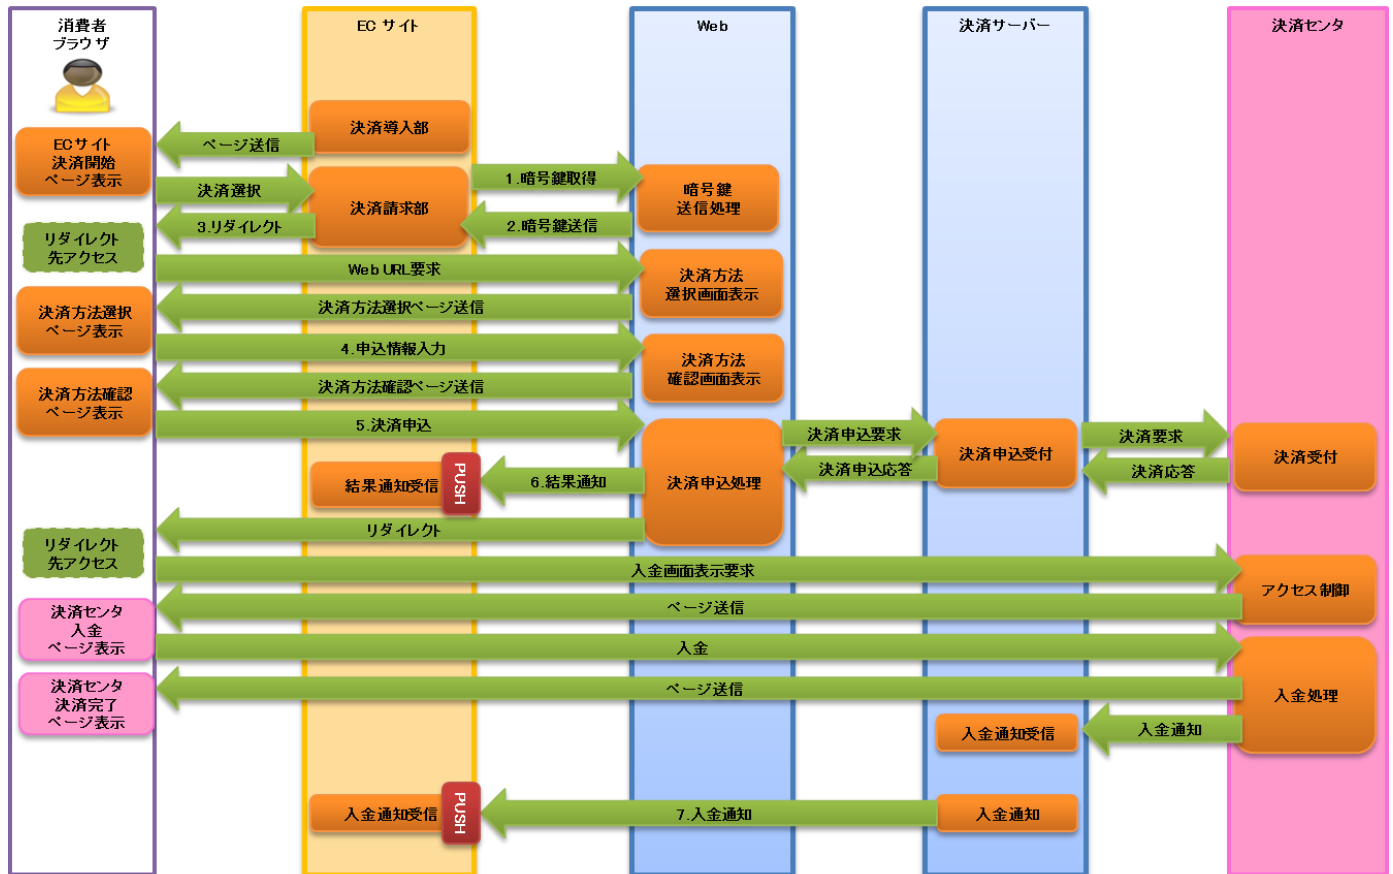 消費者
ブラウザ
ECサイト
Web
決済サーバー
決済センタ
決済導入部
ページ送信
ECサイト
決済開始
ページ表示
決済選択
決済請求部
1.暗号鍵取得
暗号鍵
送信処理
3.リダイレクト
2.暗号鍵送信
リダイレクト
先アクセス
Web URL要求
決済方法
選択画面表示
決済方法選択ページ送信
決済方法選択
ページ表示
4.申込情報入力
決済方法
確認画面表示
決済方法確認ページ送信
決済方法確認
ページ表示
5.決済申込
決済申込要求
決済申込受付
決済要求
決済受付
決済申込応答
決済応答
結果通知受信
PUSH
6.結果通知
決済申込処理
リダイレクト
リダイレクト
先アクセス
入金画面表示要求
アクセス制御
ページ送信
決済センタ
入金
ページ表示
入金
ページ送信
決済センタ
決済完了
ページ表示
入金処理
入金通知受信
入金通知
入金通知受信
PUSH
7.入金通知
入金通知